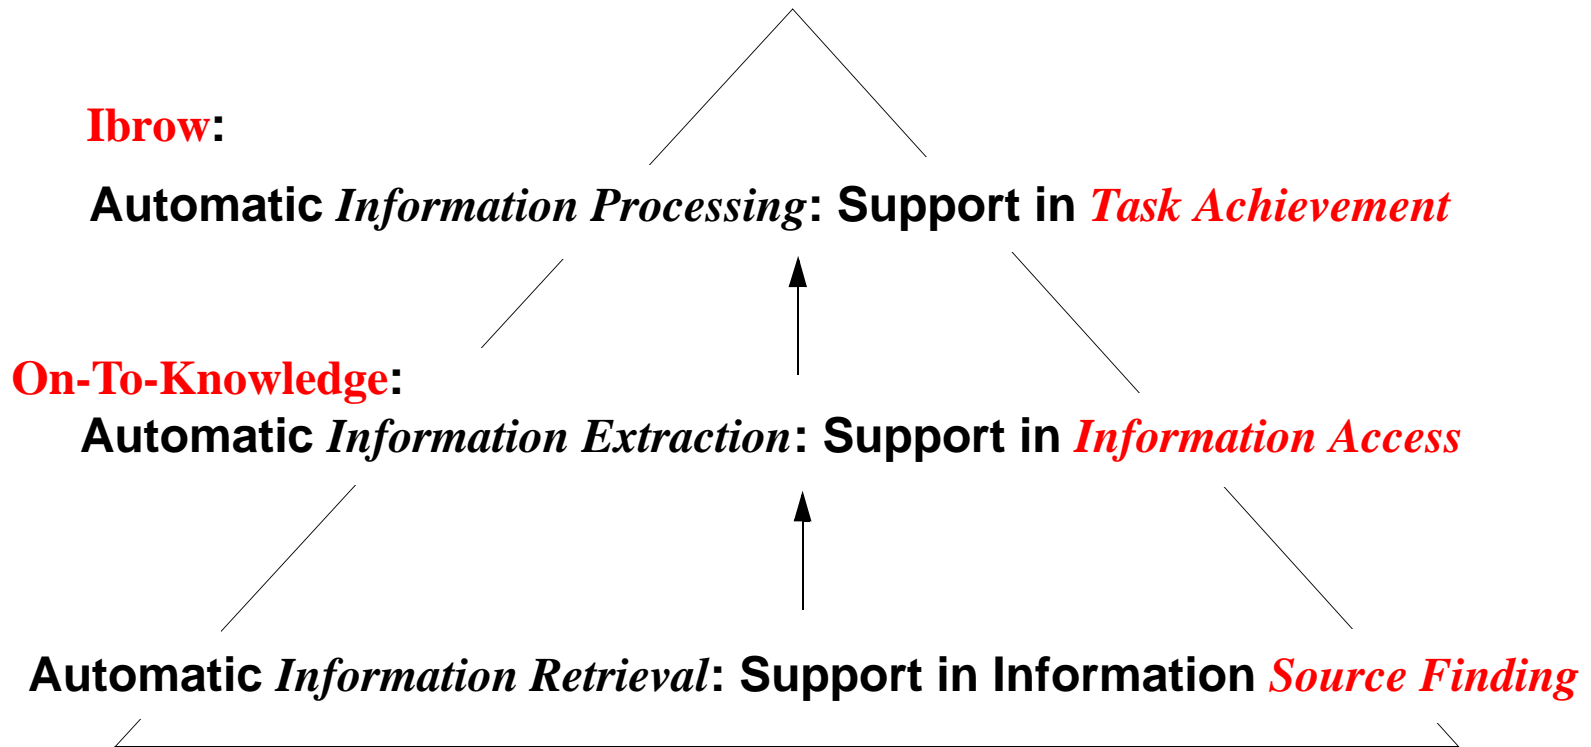 Ibrow:
Automatic Information Processing: Support in Task Achievement
On-To-Knowledge:
Automatic Information Extraction: Support in Information Access
Automatic Information Retrieval: Support in Information Source Finding